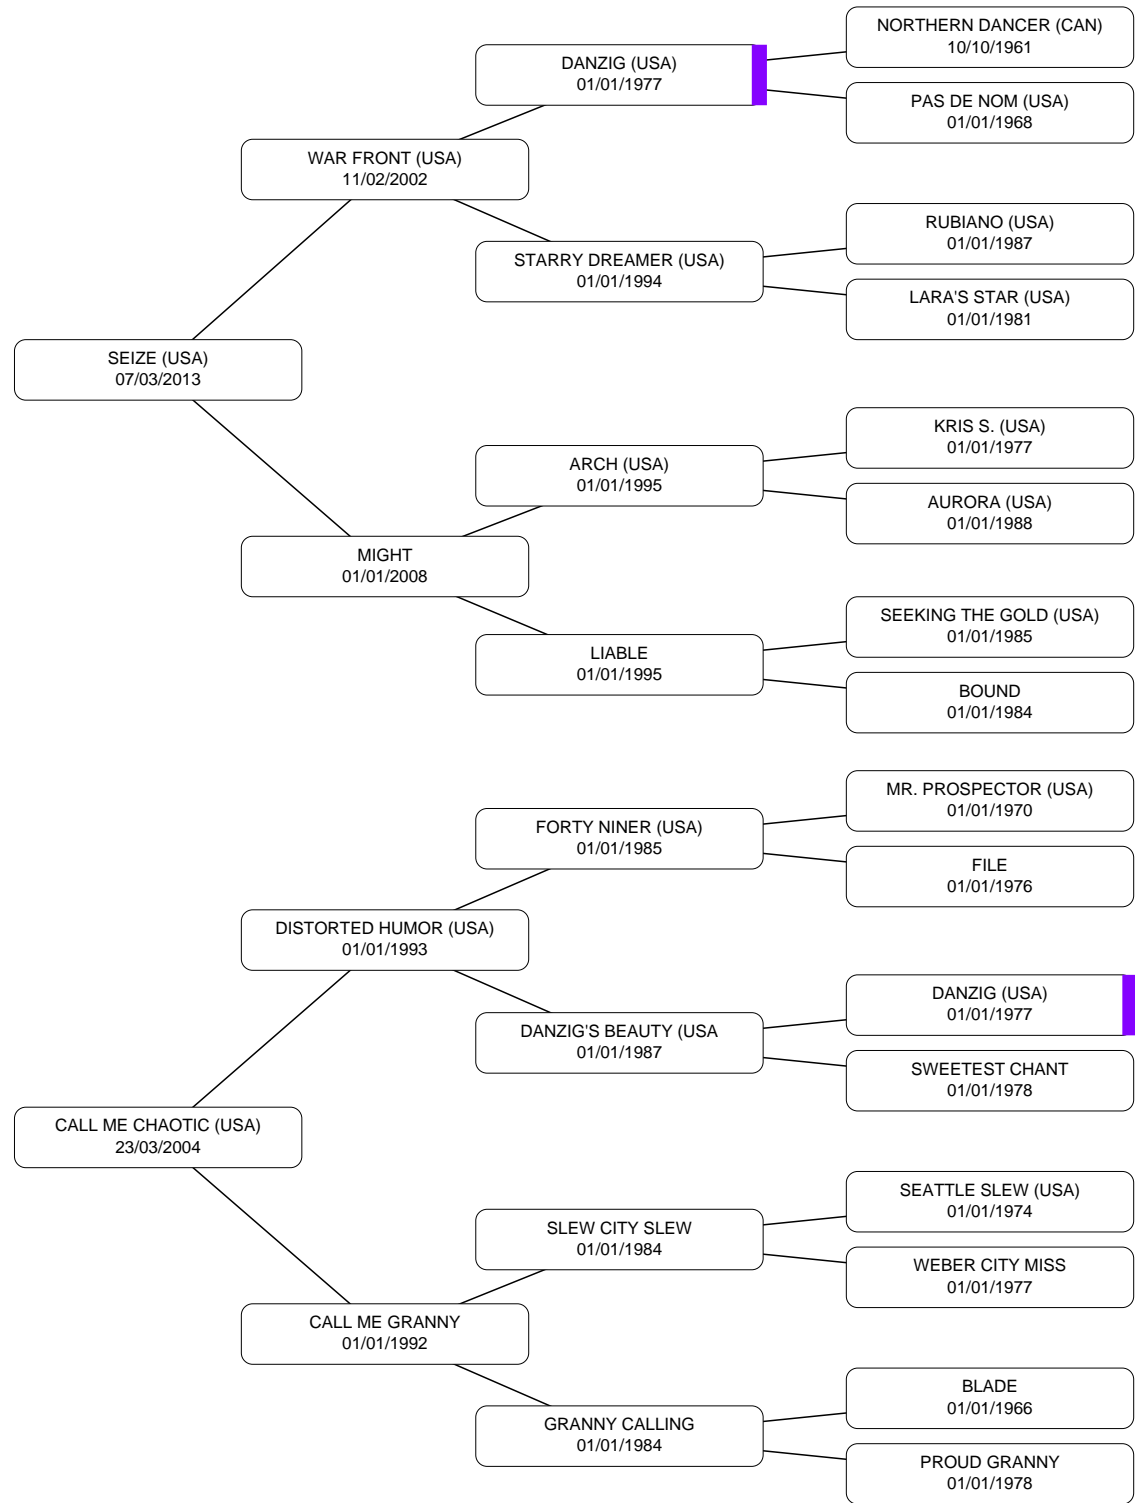 NORTHERN DANCER (CAN)
10/10/1961
DANZIG (USA)
01/01/1977
PAS DE NOM (USA)
01/01/1968
WAR FRONT (USA)
11/02/2002
RUBIANO (USA)
01/01/1987
STARRY DREAMER (USA)
01/01/1994
LARA'S STAR (USA)
01/01/1981
SEIZE (USA)
07/03/2013
KRIS S. (USA)
01/01/1977
ARCH (USA)
01/01/1995
AURORA (USA)
01/01/1988
MIGHT
01/01/2008
SEEKING THE GOLD (USA)
01/01/1985
LIABLE
01/01/1995
BOUND
01/01/1984
MR. PROSPECTOR (USA)
01/01/1970
FORTY NINER (USA)
01/01/1985
FILE
01/01/1976
DISTORTED HUMOR (USA)
01/01/1993
DANZIG (USA)
01/01/1977
DANZIG'S BEAUTY (USA
01/01/1987
SWEETEST CHANT
01/01/1978
CALL ME CHAOTIC (USA)
23/03/2004
SEATTLE SLEW (USA)
01/01/1974
SLEW CITY SLEW
01/01/1984
WEBER CITY MISS
01/01/1977
CALL ME GRANNY
01/01/1992
BLADE
01/01/1966
GRANNY CALLING
01/01/1984
PROUD GRANNY
01/01/1978